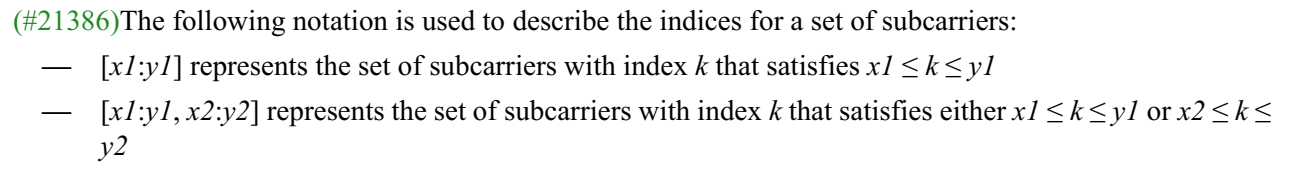 (#21386)The following notation is used to describe the indices for a set of subcarriers:
— [x1:y1] represents the set of subcarriers with index k that satisfies x1 ≤ k ≤ y1
— [x1:y1, x2:y2] represents the set of subcarriers with index k that satisfies either x1 ≤ k ≤ y1 or x2 ≤ k ≤
y2